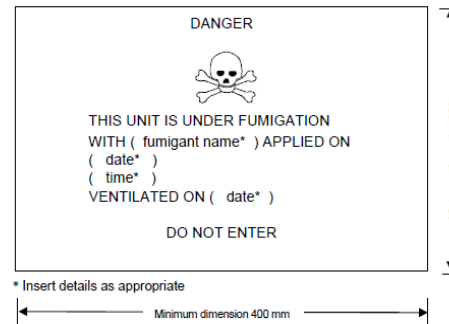 DANGER
THIS UNIT IS UNDER FUMIGATION
WITH ( fumigant name* ) APPLIED ON
( date* )
( time* )
VENTILATED ON ( date* )
DO NOT ENTER
* Insert details as appropriate
Minimum dimension 400 mm